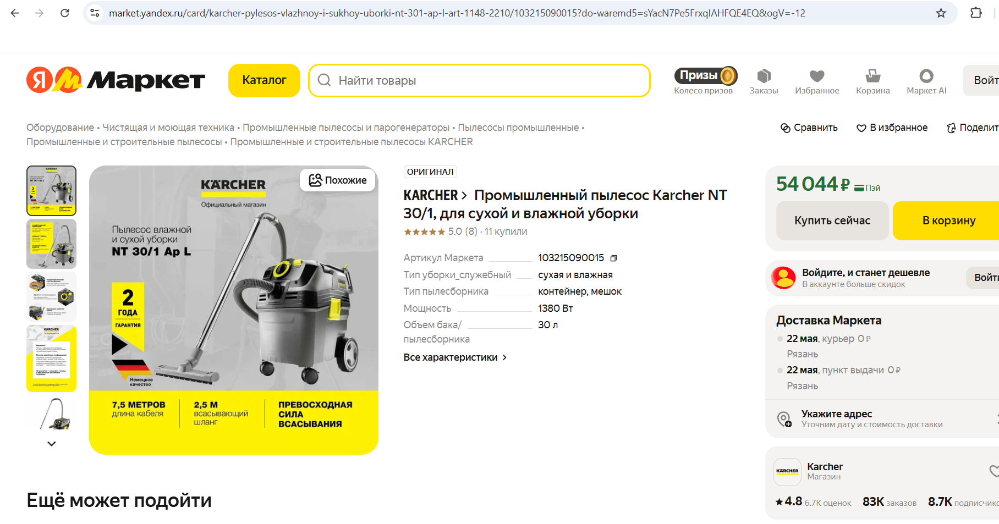 market.yandex.ru/card/karcher-pylesos-vlazhnoy-i-sukhoy-uborki-nt-301-ap-l-art-1148-2210/103215090015?do-waremd5=sYacN7Pe5FrxqIAHFQE4EQ&ogV=-12
Я М Маркет
Каталог
Найти товары
Призы
Колесо призов
Заказы
Избранное
Корзина
Маркет AI
Войт
Оборудование • Чистящая и моющая техника • Промышленные пылесосы и парогенераторы • Пылесосы промышленные •
Промышленные и строительные пылесосы • Промышленные и строительные пылесосы KARCHER
Сравнить
В избранное
Поделит
KÄRCHER
Официальный магазин
Похожие
Пылесос влажной
и сухой уборки
NT 30/1 Ap L
2
ГОДА
ГАРАНТИЯ
Немецкое
качество
7,5 МЕТРОВ
длина кабеля
2,5 М
всасывающий
шланг
ПРЕВОСХОДНАЯ
СИЛА
ВСАСЫВАНИЯ
ОРИГИНАЛ
KARCHER > Промышленный пылесос Karcher NT
30/1, для сухой и влажной уборки
5.0 (8) · 11 купили
Артикул Маркета 103215090015
Тип уборки_служебный сухая и влажная
Тип пылесборника контейнер, мешок
Мощность 1380 Вт
Объем бака/ 30 л
пылесборника
Все характеристики >
54 044 ₽ Пэй
Купить сейчас
В корзину
Войдите, и станет дешевле
В аккаунте больше скидок
Войти
Доставка Маркета
22 мая, курьер 0 ₽
Рязань
22 мая, пункт выдачи 0 ₽
Рязань
Укажите адрес
Уточним дату и стоимость доставки
KARCHER
Karcher
Магазин
4.8 6.7K оценок
83K заказов
8.7K подписчико
Ещё может подойти